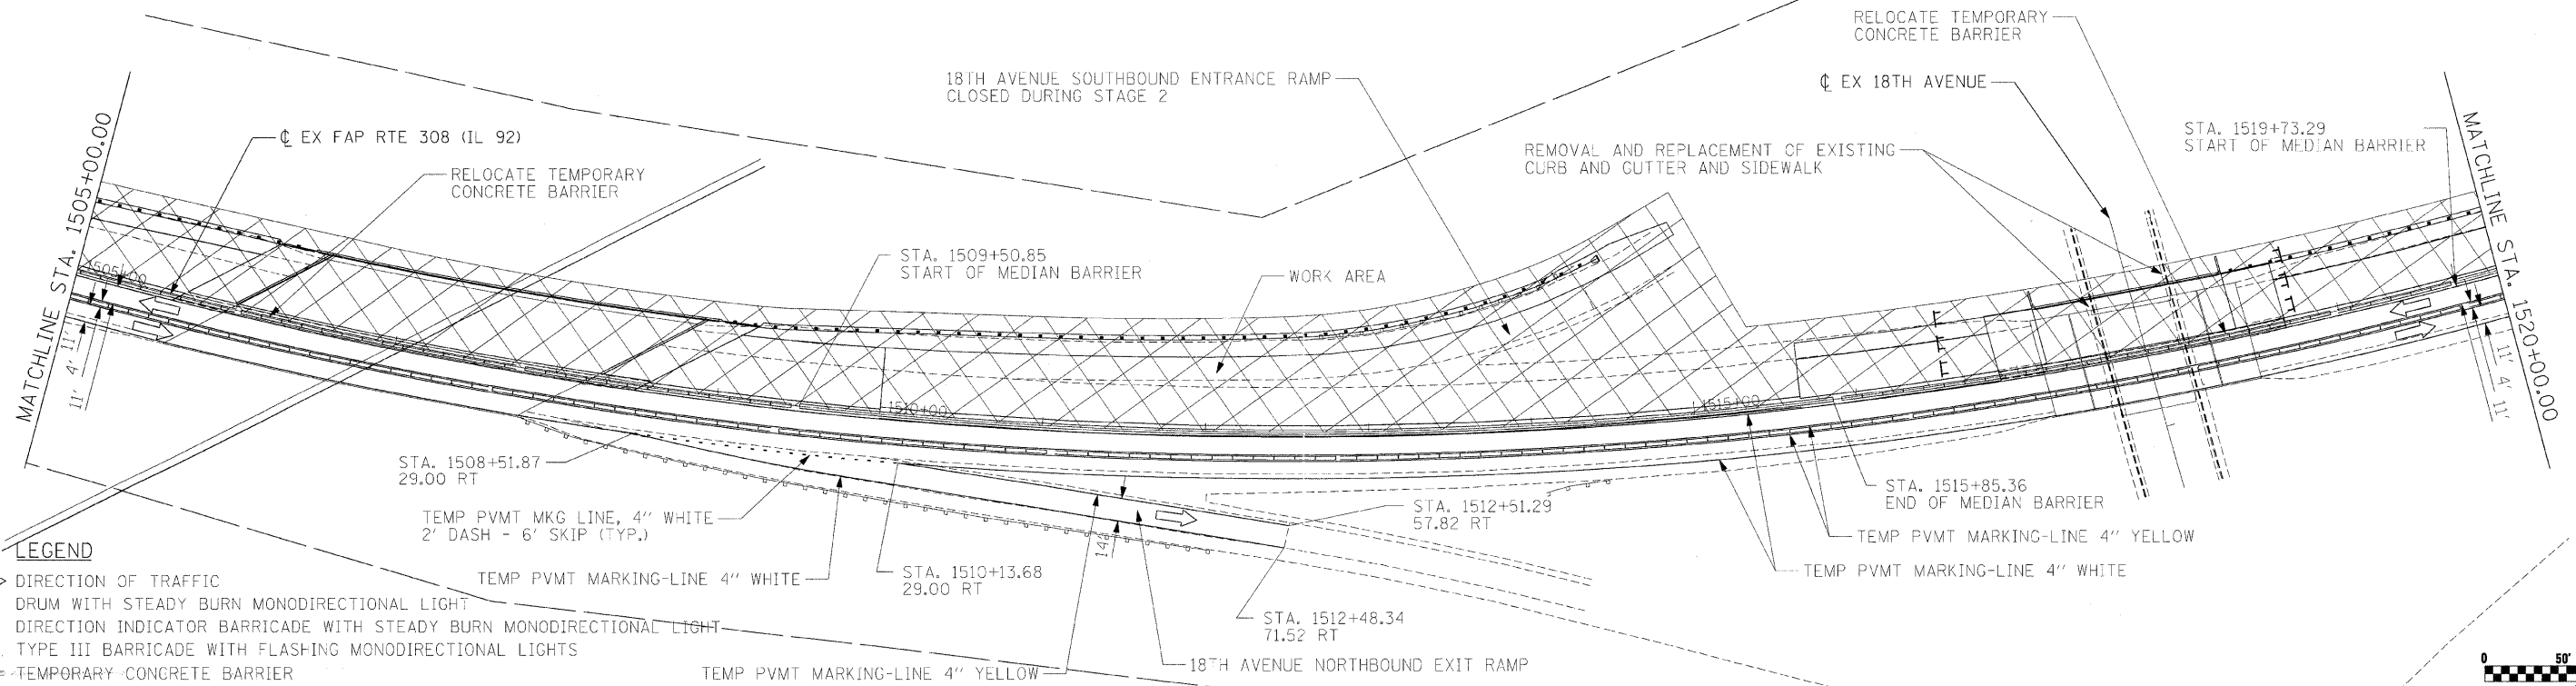 RELOCATE TEMPORARY
CONCRETE BARRIER
18TH AVENUE SOUTHBOUND ENTRANCE RAMP
CLOSED DURING STAGE 2
℄ EX 18TH AVENUE
MATCHLINE STA. 1505+00.00
℄ EX FAP RTE 308 (IL 92)
STA. 1519+73.29
START OF MEDIAN BARRIER
MATCHLINE STA. 1520+00.00
RELOCATE TEMPORARY
CONCRETE BARRIER
REMOVAL AND REPLACEMENT OF EXISTING
CURB AND GUTTER AND SIDEWALK
STA. 1509+50.85
START OF MEDIAN BARRIER
WORK AREA
1505+00
11' 4' 11'
11' 4' 11'
1510+00
1515+00
STA. 1508+51.87
29.00 RT
STA. 1515+85.36
END OF MEDIAN BARRIER
STA. 1512+51.29
57.82 RT
TEMP PVMT MKG LINE, 4" WHITE
2' DASH - 6' SKIP (TYP.)
14'
TEMP PVMT MARKING-LINE 4" YELLOW
TEMP PVMT MARKING-LINE 4" WHITE
TEMP PVMT MARKING-LINE 4" WHITE
STA. 1510+13.68
29.00 RT
STA. 1512+48.34
71.52 RT
18TH AVENUE NORTHBOUND EXIT RAMP
TEMP PVMT MARKING-LINE 4" YELLOW
LEGEND
DIRECTION OF TRAFFIC
DRUM WITH STEADY BURN MONODIRECTIONAL LIGHT
DIRECTION INDICATOR BARRICADE WITH STEADY BURN MONODIRECTIONAL LIGHT
TYPE III BARRICADE WITH FLASHING MONODIRECTIONAL LIGHTS
TEMPORARY CONCRETE BARRIER
0 50'